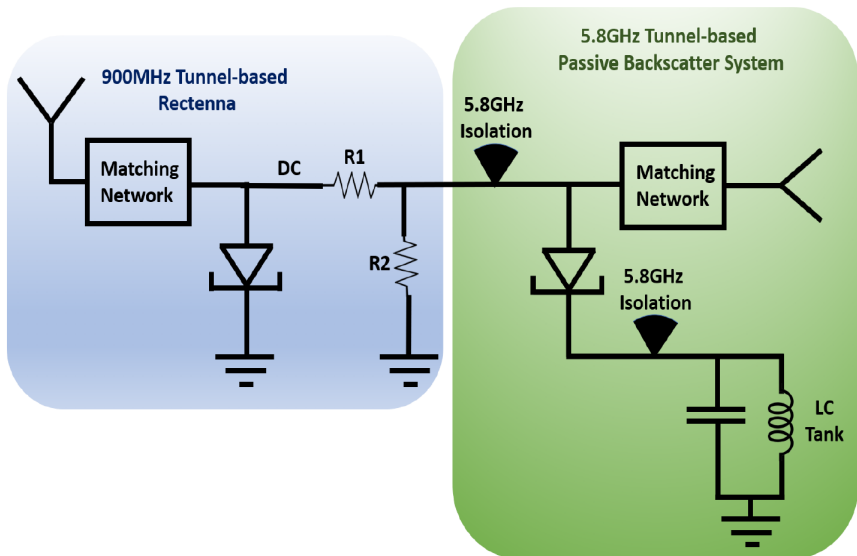 900MHz Tunnel-based
Rectenna
Matching
Network
DC
R1
R2
5.8GHz Tunnel-based
Passive Backscatter System
5.8GHz
Isolation
Matching
Network
5.8GHz
Isolation
LC
Tank